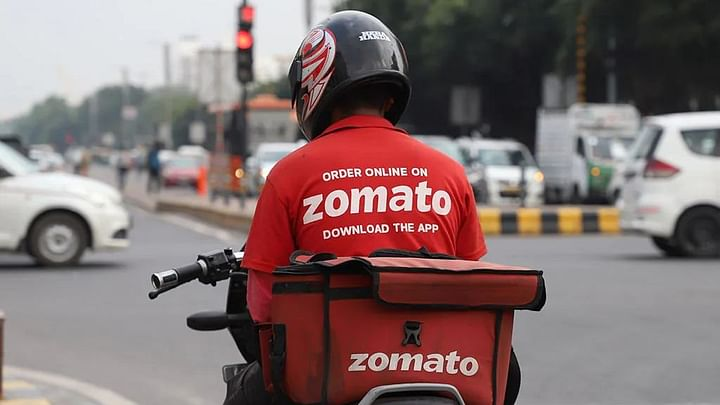 ORDER ONLINE ON
zomato
DOWNLOAD THE APP
zomato